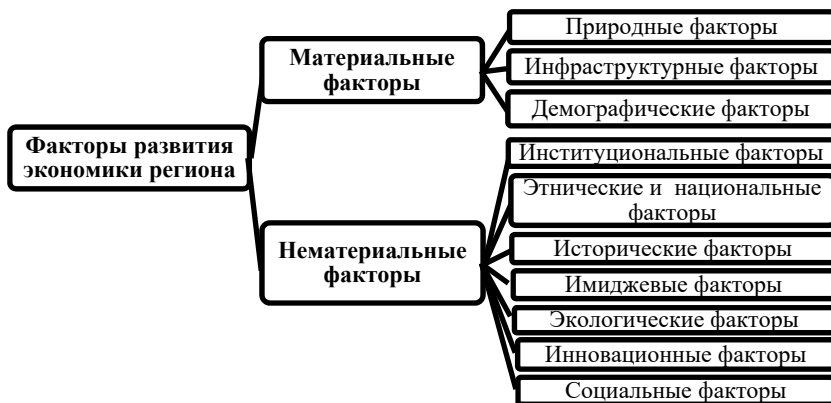 Факторы развития
экономики региона
Материальные
факторы
Природные факторы
Инфраструктурные факторы
Демографические факторы
Нематериальные
факторы
Институциональные факторы
Этнические и национальные
факторы
Исторические факторы
Имиджевые факторы
Экологические факторы
Инновационные факторы
Социальные факторы